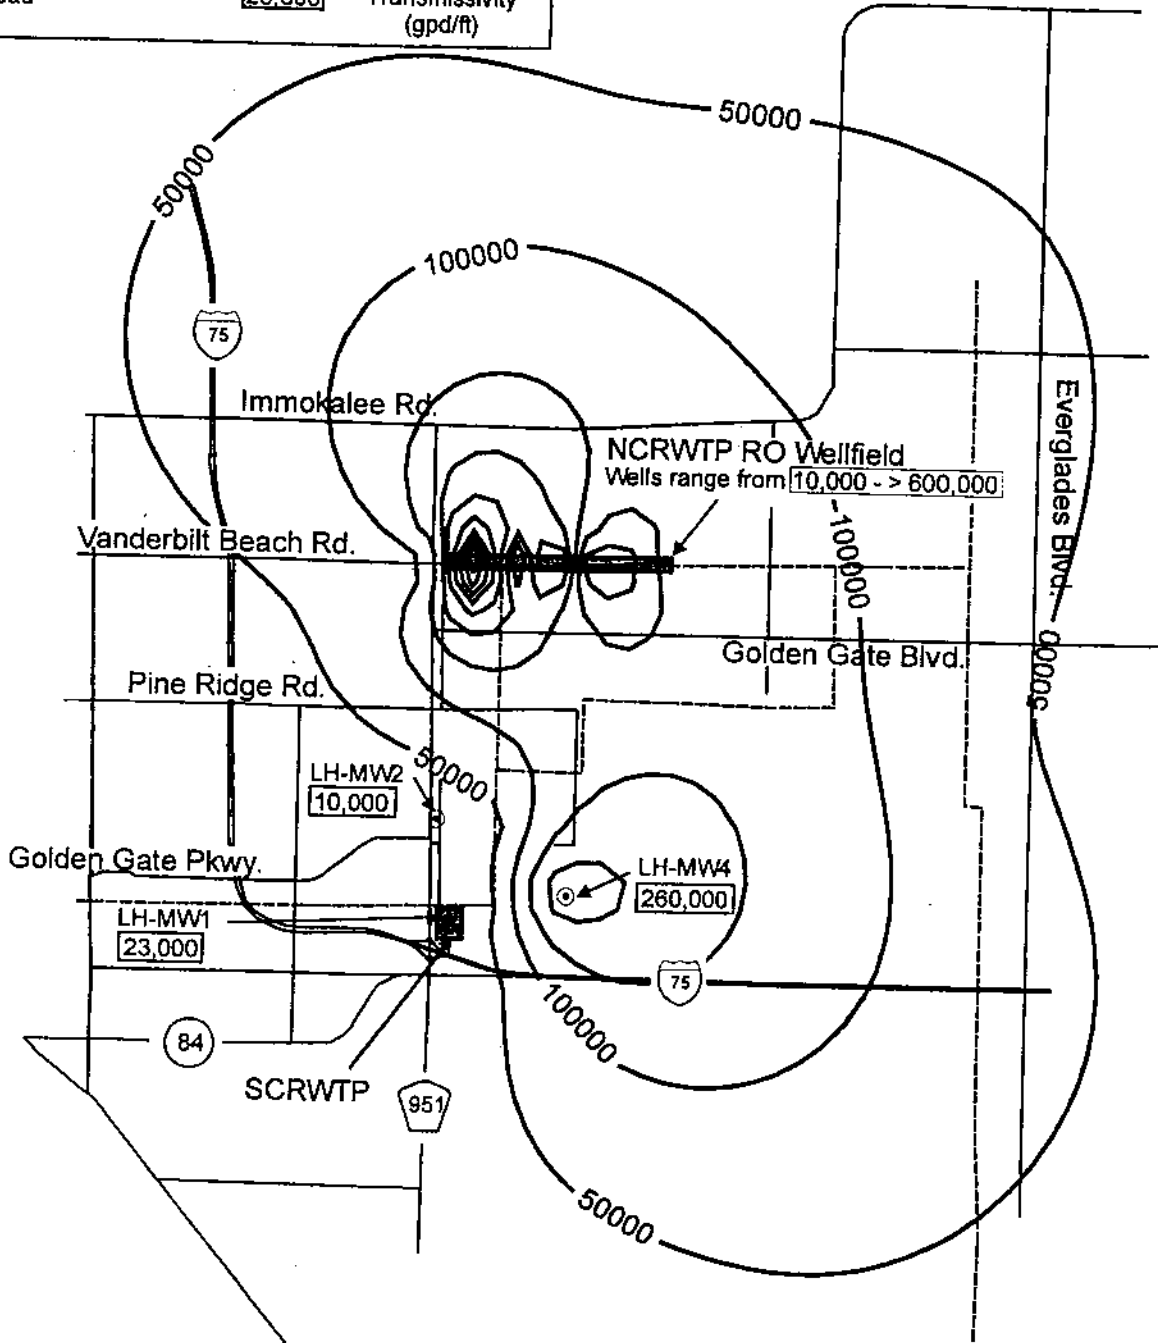 Transmissivity
(gpd/ft)
50000
50000
100000
75
Immokalee Rd.
Everglades Blvd.
NCRWTP RO Wellfield
Wells range from 10,000 - > 600,000
Vanderbilt Beach Rd.
100000
Golden Gate Blvd.
50000
Pine Ridge Rd.
50000
LH-MW2
10,000
Golden Gate Pkwy.
LH-MW4
260,000
LH-MW1
23,000
75
100000
84
SCRWTP
951
50000